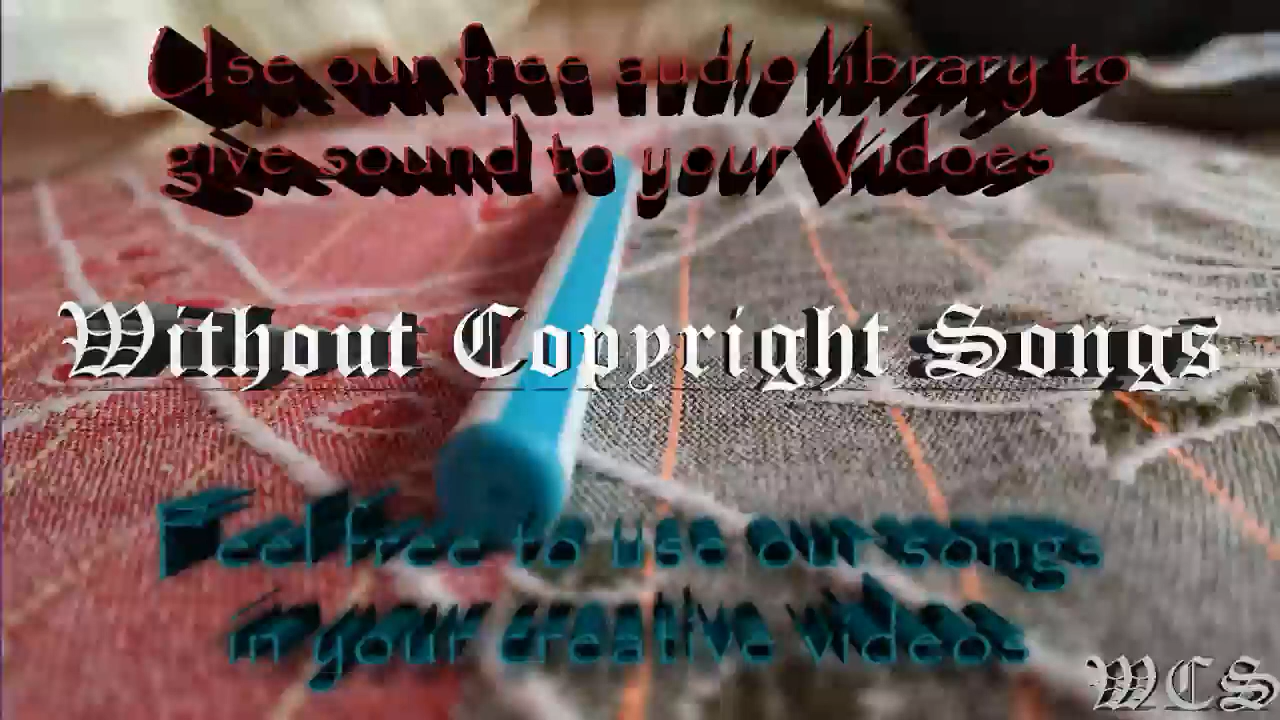 Use our free audio library to
give sound to your Vidoes
Without Copyright Songs
Feel free to use our songs
in your creative videos
WCS